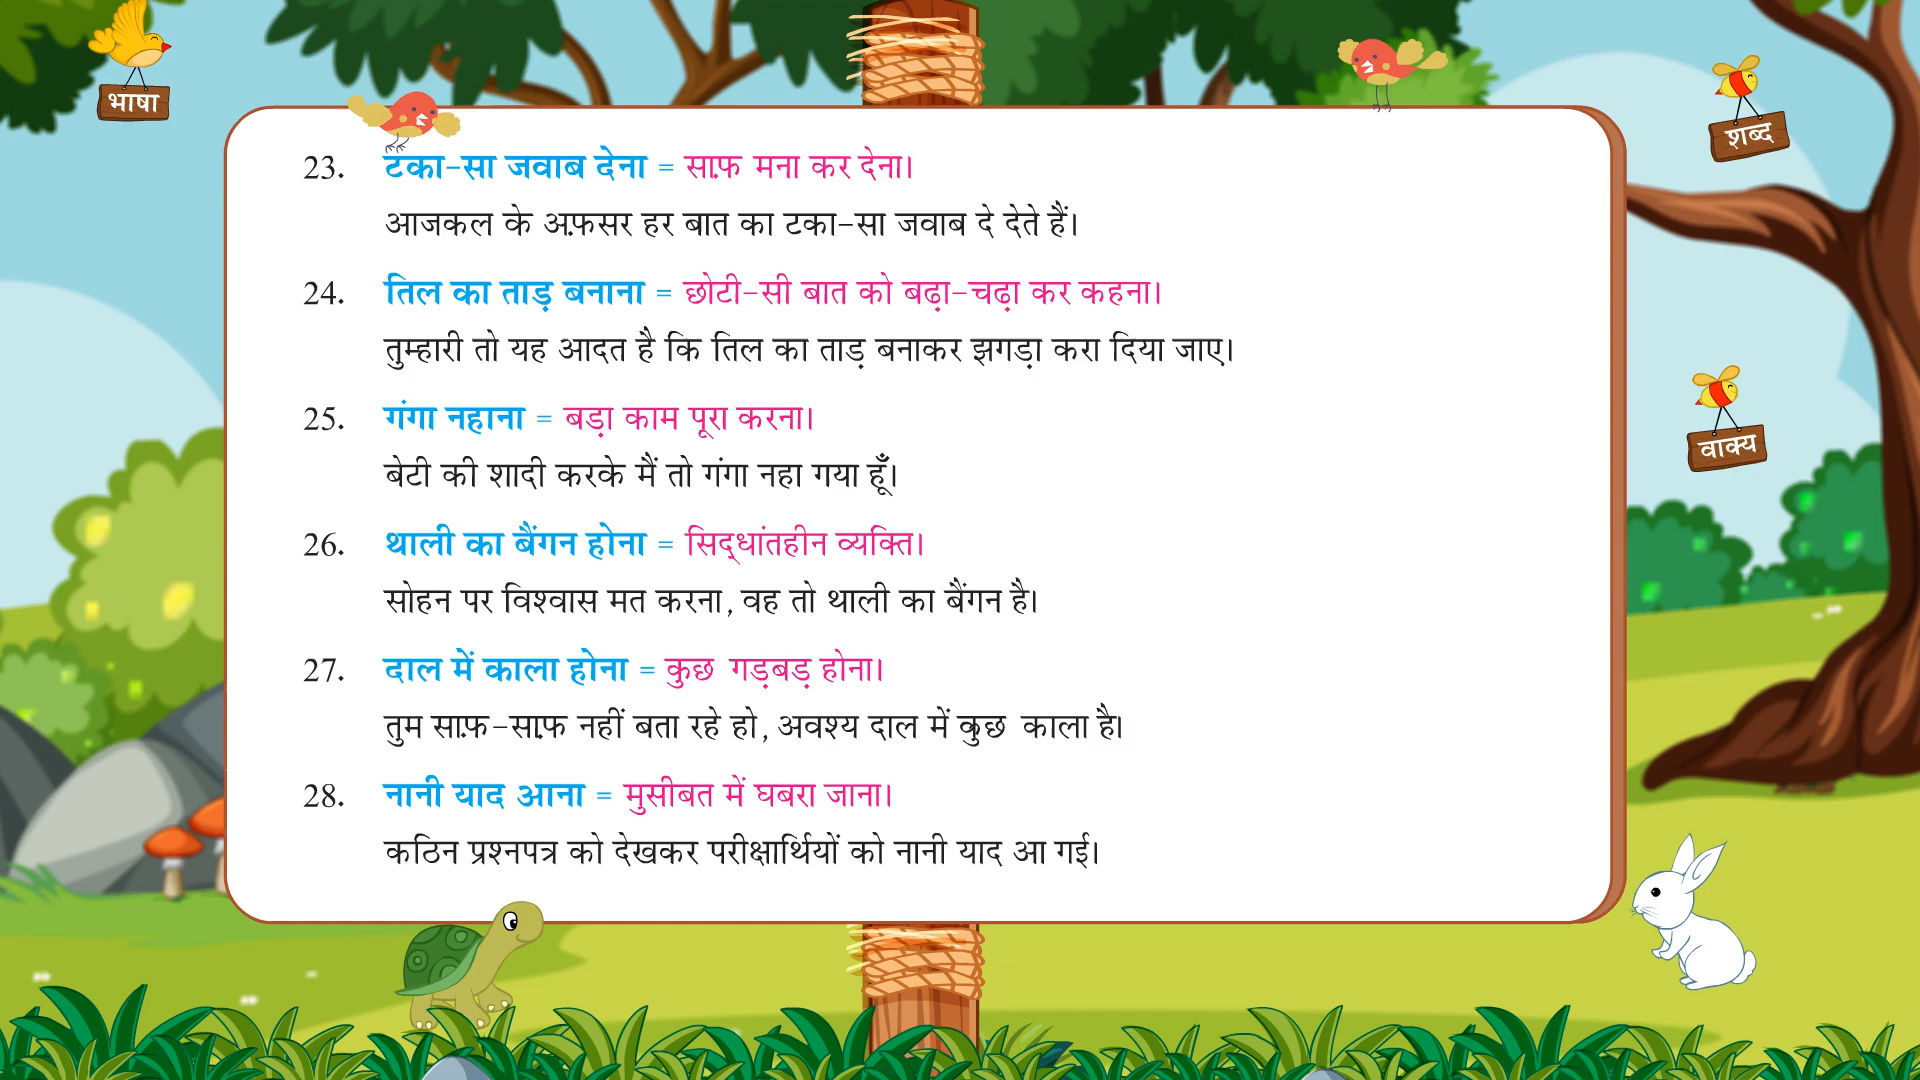 भाषा
शब्द
वाक्य
23. टका-सा जवाब देना = साफ़ मना कर देना।
आजकल के अफ़सर हर बात का टका-सा जवाब दे देते हैं।
24. तिल का ताड़ बनाना = छोटी-सी बात को बढ़ा-चढ़ा कर कहना।
तुम्हारी तो यह आदत है कि तिल का ताड़ बनाकर झगड़ा करा दिया जाए।
25. गंगा नहाना = बड़ा काम पूरा करना।
बेटी की शादी करके मैं तो गंगा नहा गया हूँ।
26. थाली का बैंगन होना = सिद्‌धांतहीन व्यक्ति।
सोहन पर विश्वास मत करना, वह तो थाली का बैंगन है।
27. दाल में काला होना = कुछ गड़बड़ होना।
तुम साफ़-साफ़ नहीं बता रहे हो, अवश्य दाल में कुछ काला है।
28. नानी याद आना = मुसीबत में घबरा जाना।
कठिन प्रश्नपत्र को देखकर परीक्षार्थियों को नानी याद आ गई।